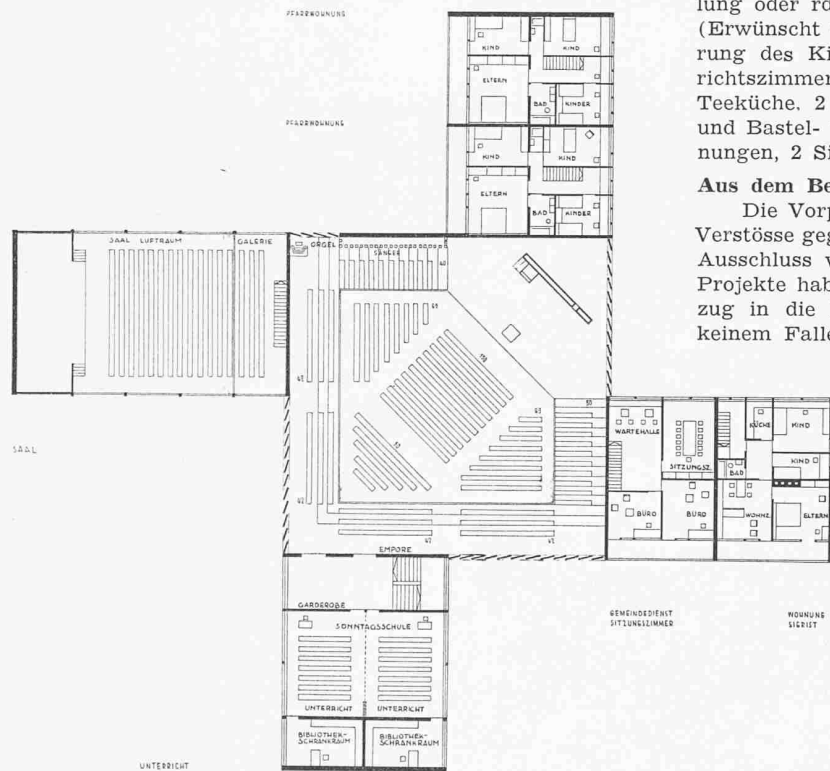 PFARRWOHNUNG
KIND KIND
ELTERN
BAD KINDER
PFARRWOHNUNG
KIND KIND
ELTERN
BAD KINDER
SAAL LUFTRAUM GALERIE
ORGEL
SÄNGER
40
SAAL
50
WARTEHALLE
SITZUNGSZ.
BÜRO BÜRO
KÜCHE KIND
BAD KIND
WOHNZ. ELTERN
EMPORE
GARDEROBE
SONNTAGSSCHULE
UNTERRICHT UNTERRICHT
BIBLIOTHEK- BIBLIOTHEK-
SCHRANKRAUM SCHRANKRAUM
UNTERRICHT
GEMEINDEDIENST
SITZUNGSZIMMER
WOHNUNG
SIGRIST
(Erwünscht
rung des Ki
richtszimmer
Teeküche. 2
und Bastel-
nungen, 2 Si
Aus dem Be
Die Vorp
Verstösse geg
Ausschluss v
Projekte hab
zug in die
keinem Falle